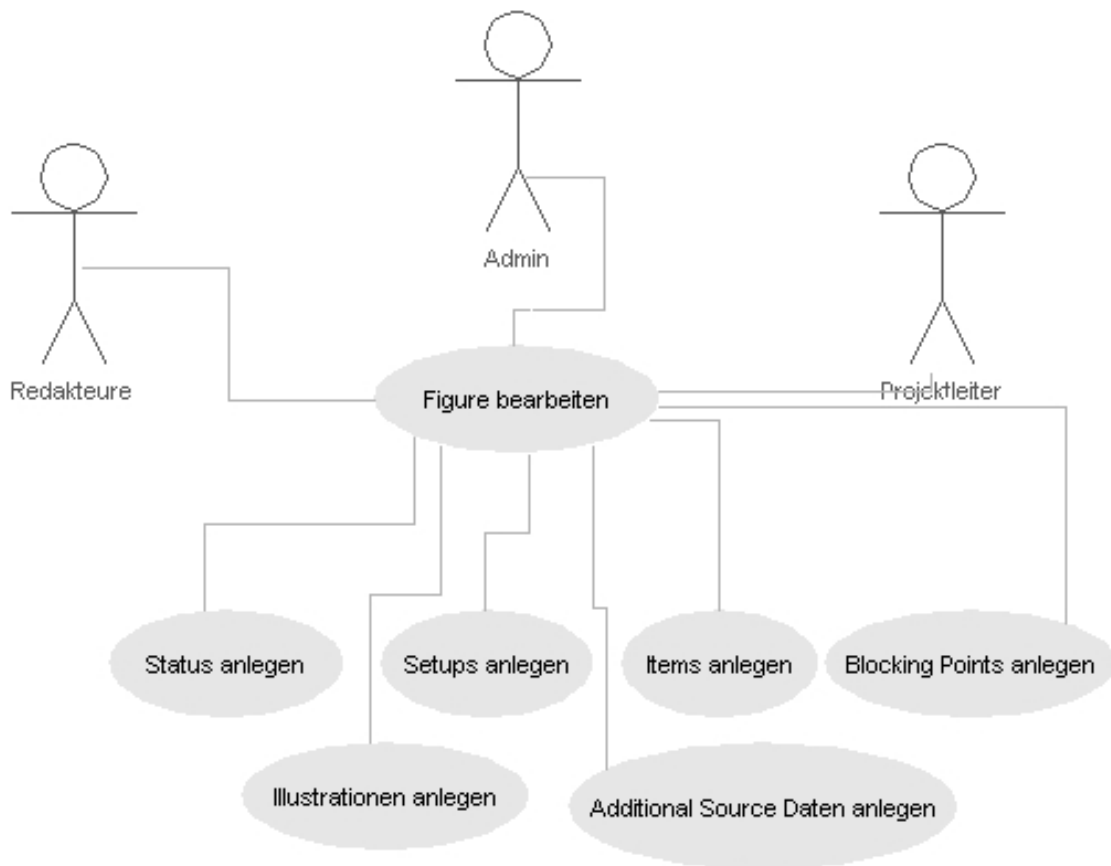 Admin
Redakteure
Projektleiter
Figure bearbeiten
Status anlegen
Setups anlegen
Items anlegen
Blocking Points anlegen
Illustrationen anlegen
Additional Source Daten anlegen